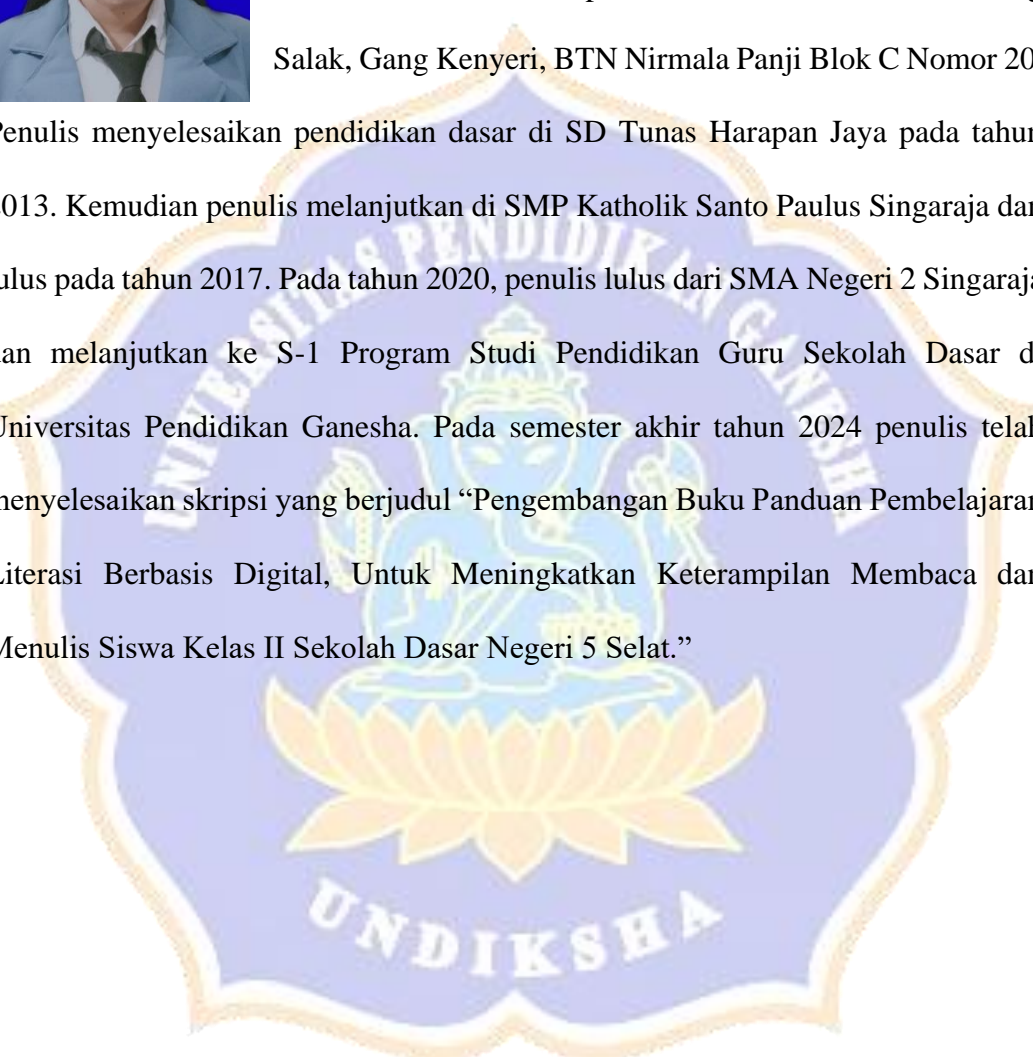 Salak, Gang Kenyeri, BTN Nirmala Panji Blok C Nomor 20
Penulis menyelesaikan pendidikan dasar di SD Tunas Harapan Jaya pada tahun
2013. Kemudian penulis melanjutkan di SMP Katholik Santo Paulus Singaraja dan
lulus pada tahun 2017. Pada tahun 2020, penulis lulus dari SMA Negeri 2 Singaraja
dan melanjutkan ke S-1 Program Studi Pendidikan Guru Sekolah Dasar di
Universitas Pendidikan Ganesha. Pada semester akhir tahun 2024 penulis telah
menyelesaikan skripsi yang berjudul “Pengembangan Buku Panduan Pembelajaran
Literasi Berbasis Digital, Untuk Meningkatkan Keterampilan Membaca dan
Menulis Siswa Kelas II Sekolah Dasar Negeri 5 Selat.”
UNIVERSITAS PENDIDIKAN GANESHA
UNDIKSHA